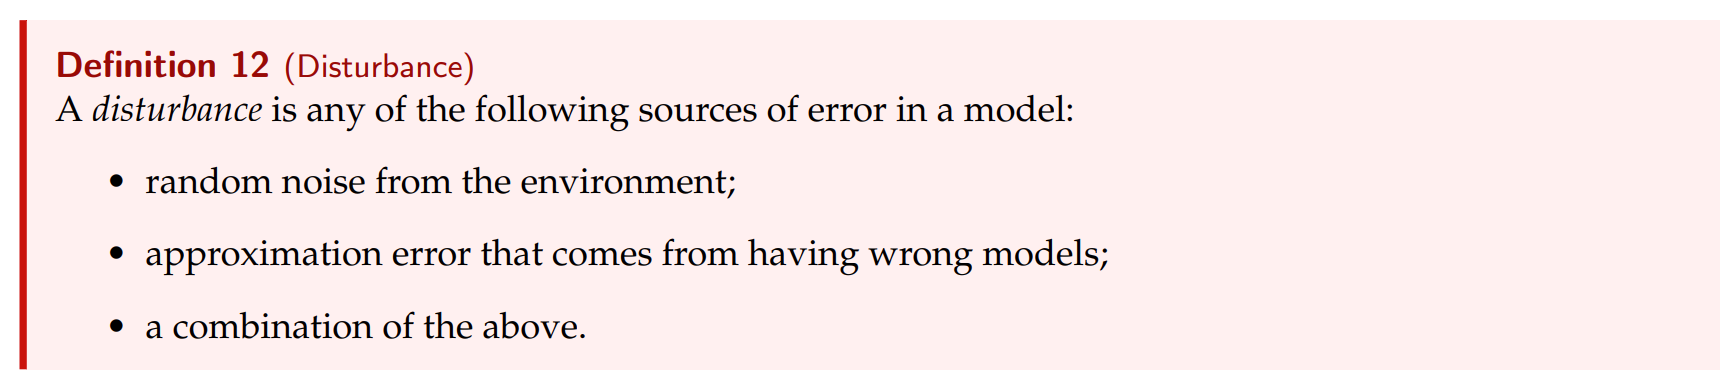 Definition 12 (Disturbance)
A disturbance is any of the following sources of error in a model:
• random noise from the environment;
• approximation error that comes from having wrong models;
• a combination of the above.